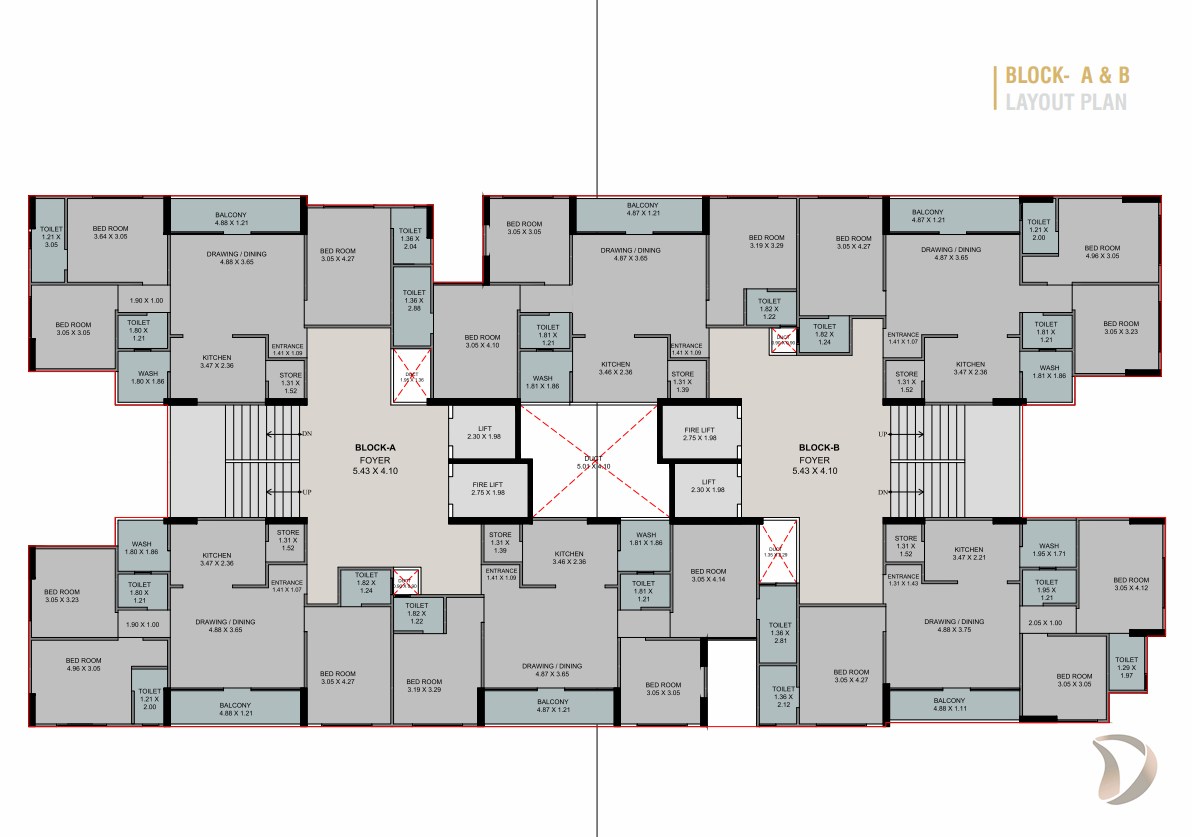 BLOCK- A & B
LAYOUT PLAN
TOILET
1.21 X
3.05
BED ROOM
3.64 X 3.05
BALCONY
4.88 X 1.21
DRAWING / DINING
4.88 X 3.65
BED ROOM
3.05 X 4.27
TOILET
1.36 X
2.04
TOILET
1.36 X
2.88
1.90 X 1.00
BED ROOM
3.05 X 3.05
TOILET
1.80 X
1.21
WASH
1.80 X 1.86
KITCHEN
3.47 X 2.36
ENTRANCE
1.41 X 1.09
STORE
1.31 X
1.52
DUCT
BED ROOM
3.05 X 3.05
BALCONY
4.87 X 1.21
DRAWING / DINING
4.87 X 3.65
BED ROOM
3.19 X 3.29
BED ROOM
3.05 X 4.10
TOILET
1.81 X
1.21
WASH
1.81 X 1.86
KITCHEN
3.46 X 2.36
ENTRANCE
1.41 X 1.09
STORE
1.31 X
1.39
TOILET
1.82 X
1.22
DUCT
BED ROOM
3.05 X 4.27
TOILET
1.82 X
1.24
BALCONY
4.87 X 1.21
DRAWING / DINING
4.87 X 3.65
TOILET
1.21 X
2.00
BED ROOM
4.96 X 3.05
ENTRANCE
1.41 X 1.07
STORE
1.31 X
1.52
KITCHEN
3.47 X 2.36
TOILET
1.81 X
1.21
WASH
1.81 X 1.86
BED ROOM
3.05 X 3.23
DN
UP
BLOCK-A
FOYER
5.43 X 4.10
LIFT
2.30 X 1.98
FIRE LIFT
2.75 X 1.98
DUCT
5.01 X 4.10
FIRE LIFT
2.75 X 1.98
LIFT
2.30 X 1.98
BLOCK-B
FOYER
5.43 X 4.10
UP
DN
WASH
1.80 X 1.86
KITCHEN
3.47 X 2.36
STORE
1.31 X
1.52
BED ROOM
3.05 X 3.23
TOILET
1.80 X
1.21
ENTRANCE
1.41 X 1.07
TOILET
1.82 X
1.24
DUCT
1.90 X 1.00
DRAWING / DINING
4.88 X 3.65
BED ROOM
4.96 X 3.05
TOILET
1.21 X
2.00
BALCONY
4.88 X 1.21
BED ROOM
3.05 X 4.27
TOILET
1.82 X
1.22
BED ROOM
3.19 X 3.29
STORE
1.31 X
1.39
ENTRANCE
1.41 X 1.09
KITCHEN
3.46 X 2.36
WASH
1.81 X 1.86
TOILET
1.81 X
1.21
BED ROOM
3.05 X 4.14
DRAWING / DINING
4.87 X 3.65
BALCONY
4.87 X 1.21
BED ROOM
3.05 X 3.05
DUCT
TOILET
1.36 X
2.81
TOILET
1.36 X
2.12
BED ROOM
3.05 X 4.27
STORE
1.31 X
1.52
ENTRANCE
1.31 X 1.43
KITCHEN
3.47 X 2.21
WASH
1.95 X 1.71
TOILET
1.95 X
1.21
BED ROOM
3.05 X 4.12
DRAWING / DINING
4.88 X 3.75
2.05 X 1.00
BED ROOM
3.05 X 3.05
TOILET
1.29 X
1.97
BALCONY
4.88 X 1.11